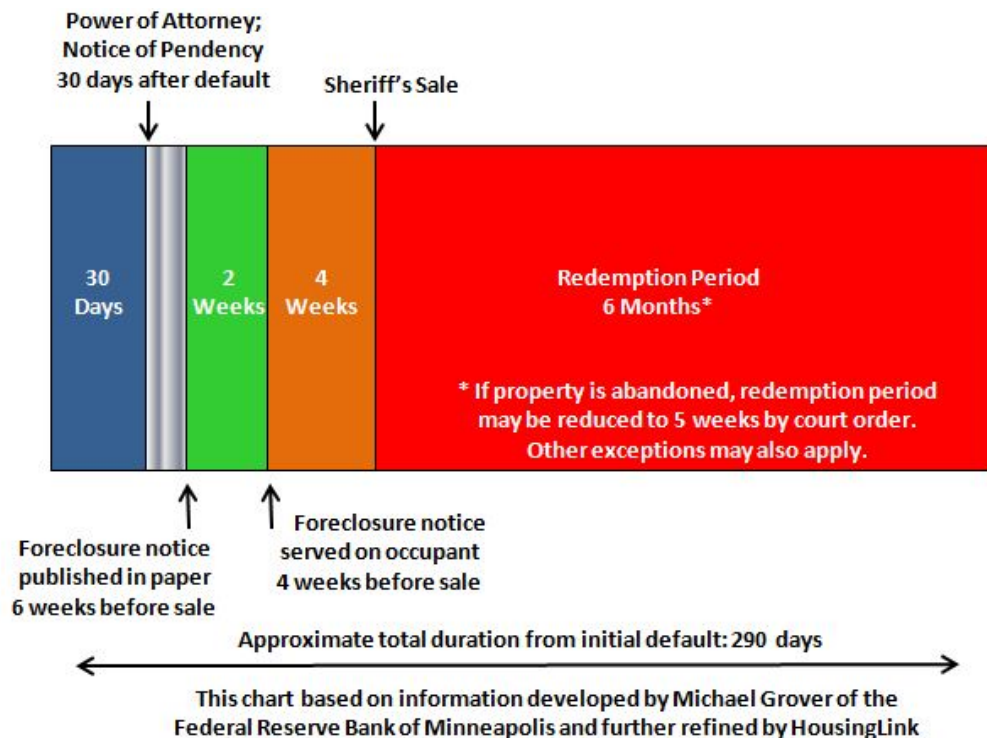 Power of Attorney;
Notice of Pendency
30 days after default
Sheriff's Sale
30
Days
2
Weeks
4
Weeks
Redemption Period
6 Months*
* If property is abandoned, redemption period
may be reduced to 5 weeks by court order.
Other exceptions may also apply.
Foreclosure notice
published in paper
6 weeks before sale
Foreclosure notice
served on occupant
4 weeks before sale
Approximate total duration from initial default: 290 days
This chart based on information developed by Michael Grover of the
Federal Reserve Bank of Minneapolis and further refined by HousingLink